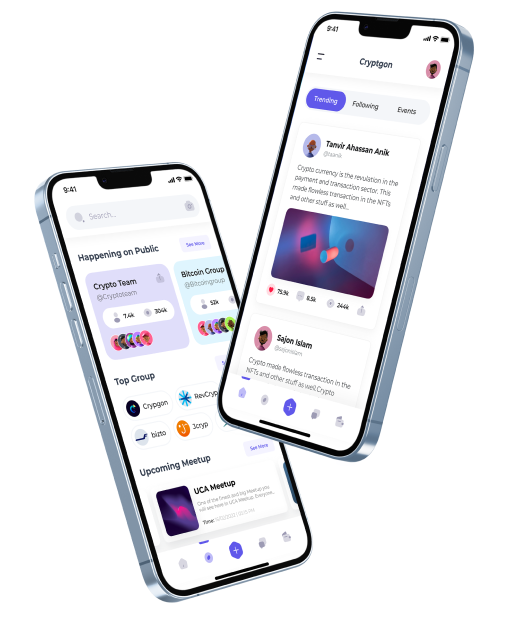 9:41
Cryptgon
Trending
Following
Events
Tanvir Ahassan Anik
@taanik
Crypto currency is the revulation in the
payment and transaction sector. This
made flowless transaction in the NFTs
and other stuff as well...
75.9k
8.5k
244k
Sajon Islam
@sajonislam
Crypto made flowless transaction in the
NFTs and other stuff as well.Crypto
9:41
Search...
Happening on Public
See More
Crypto Team
@Cryptoteam
7.4k
304k
Bitcoin Group
@Bitcoingroup
52k
Top Group
Crypgon
RevCryp
bizto
3cryp
Upcoming Meetup
See More
UCA Meetup
One of the finest and big Meetup.you
will see here in UCA Meetup. Everyone..
Time: